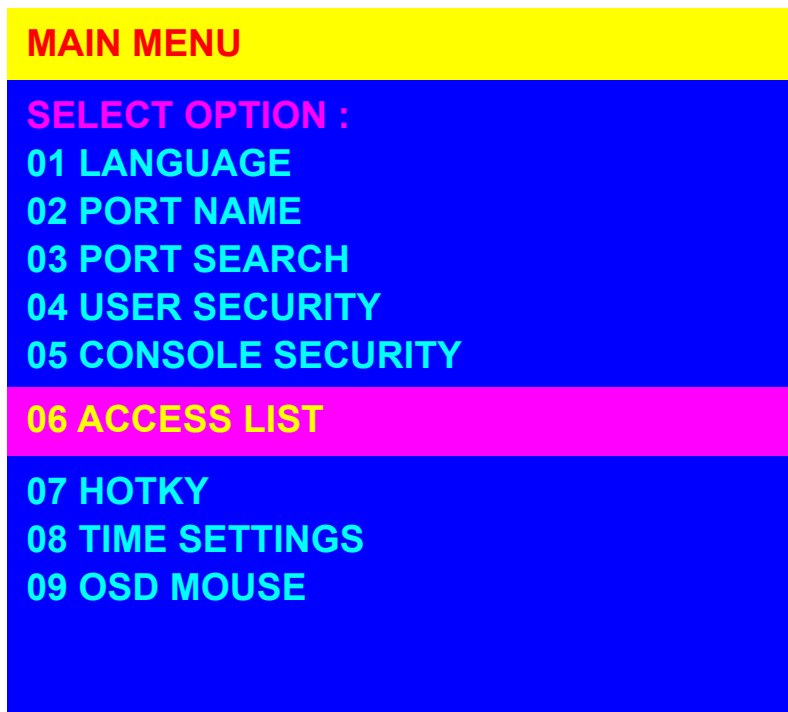 MAIN MENU
SELECT OPTION :
01 LANGUAGE
02 PORT NAME
03 PORT SEARCH
04 USER SECURITY
05 CONSOLE SECURITY
06 ACCESS LIST
07 HOTKY
08 TIME SETTINGS
09 OSD MOUSE